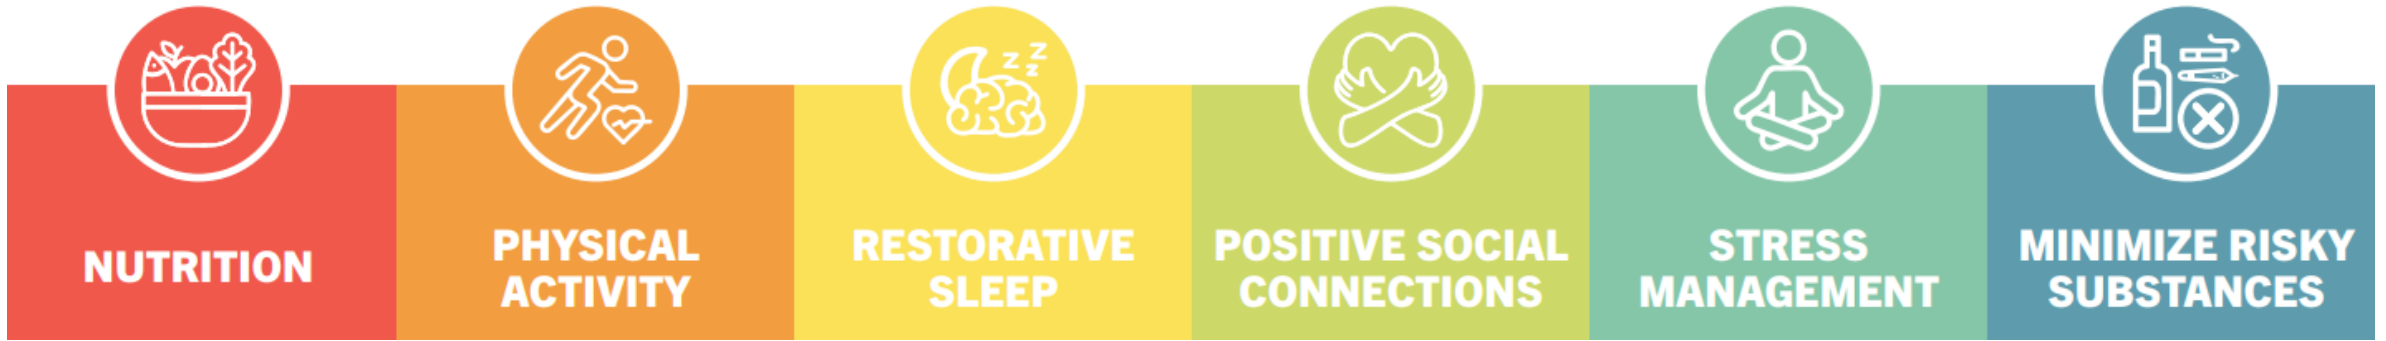 NUTRITION
PHYSICAL
ACTIVITY
RESTORATIVE
SLEEP
POSITIVE SOCIAL
CONNECTIONS
STRESS
MANAGEMENT
MINIMIZE RISKY
SUBSTANCES
z z
z